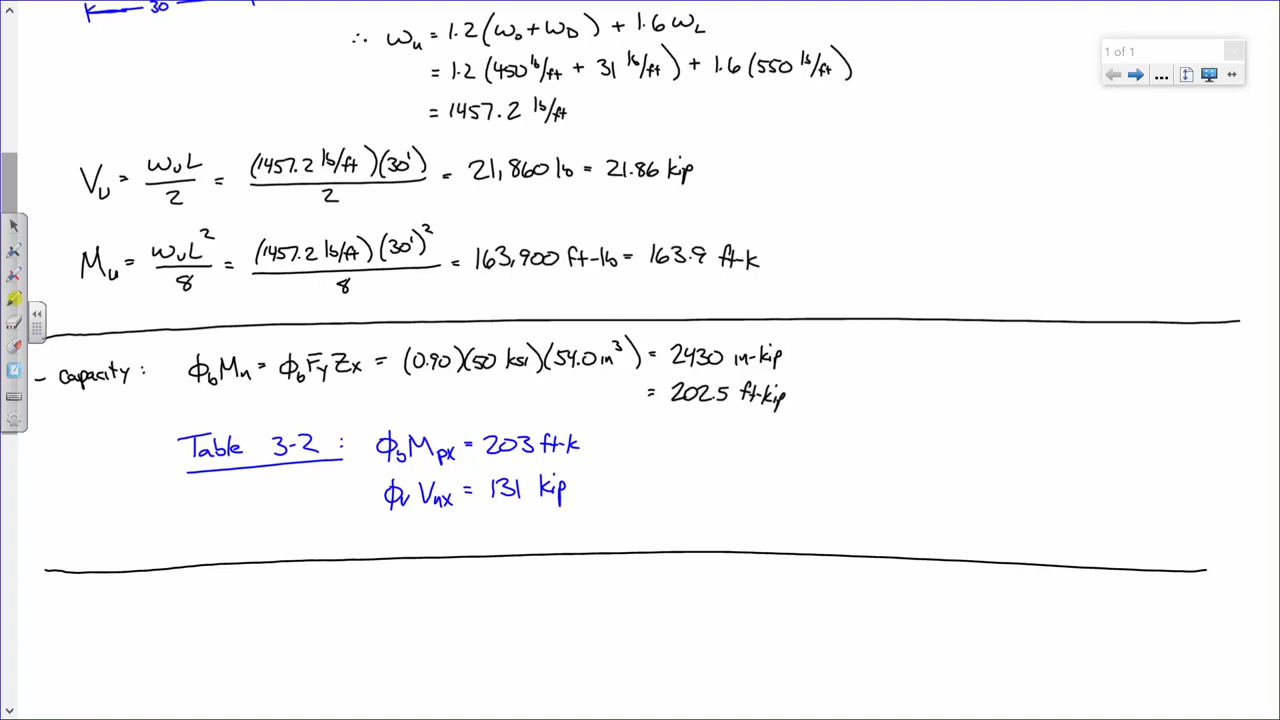 30
∴ wu = 1.2(wD + wD) + 1.6 wL
= 1.2(450 lb/ft + 31 lb/ft) + 1.6(550 lb/ft)
= 1457.2 lb/ft
Vu = wuL/2 = (1457.2 lb/ft)(30')/2 = 21,860 lb = 21.86 kip
Mu = wuL²/8 = (1457.2 lb/ft)(30')²/8 = 163,900 ft-lb = 163.9 ft-k
- capacity: ϕbMn = ϕbFyZx = (0.90)(50 ksi)(54.0 in³) = 2430 in-kip
= 202.5 ft-kip
Table 3-2: ϕbMpx = 203 ft-k
ϕvVnx = 131 kip
1 of 1